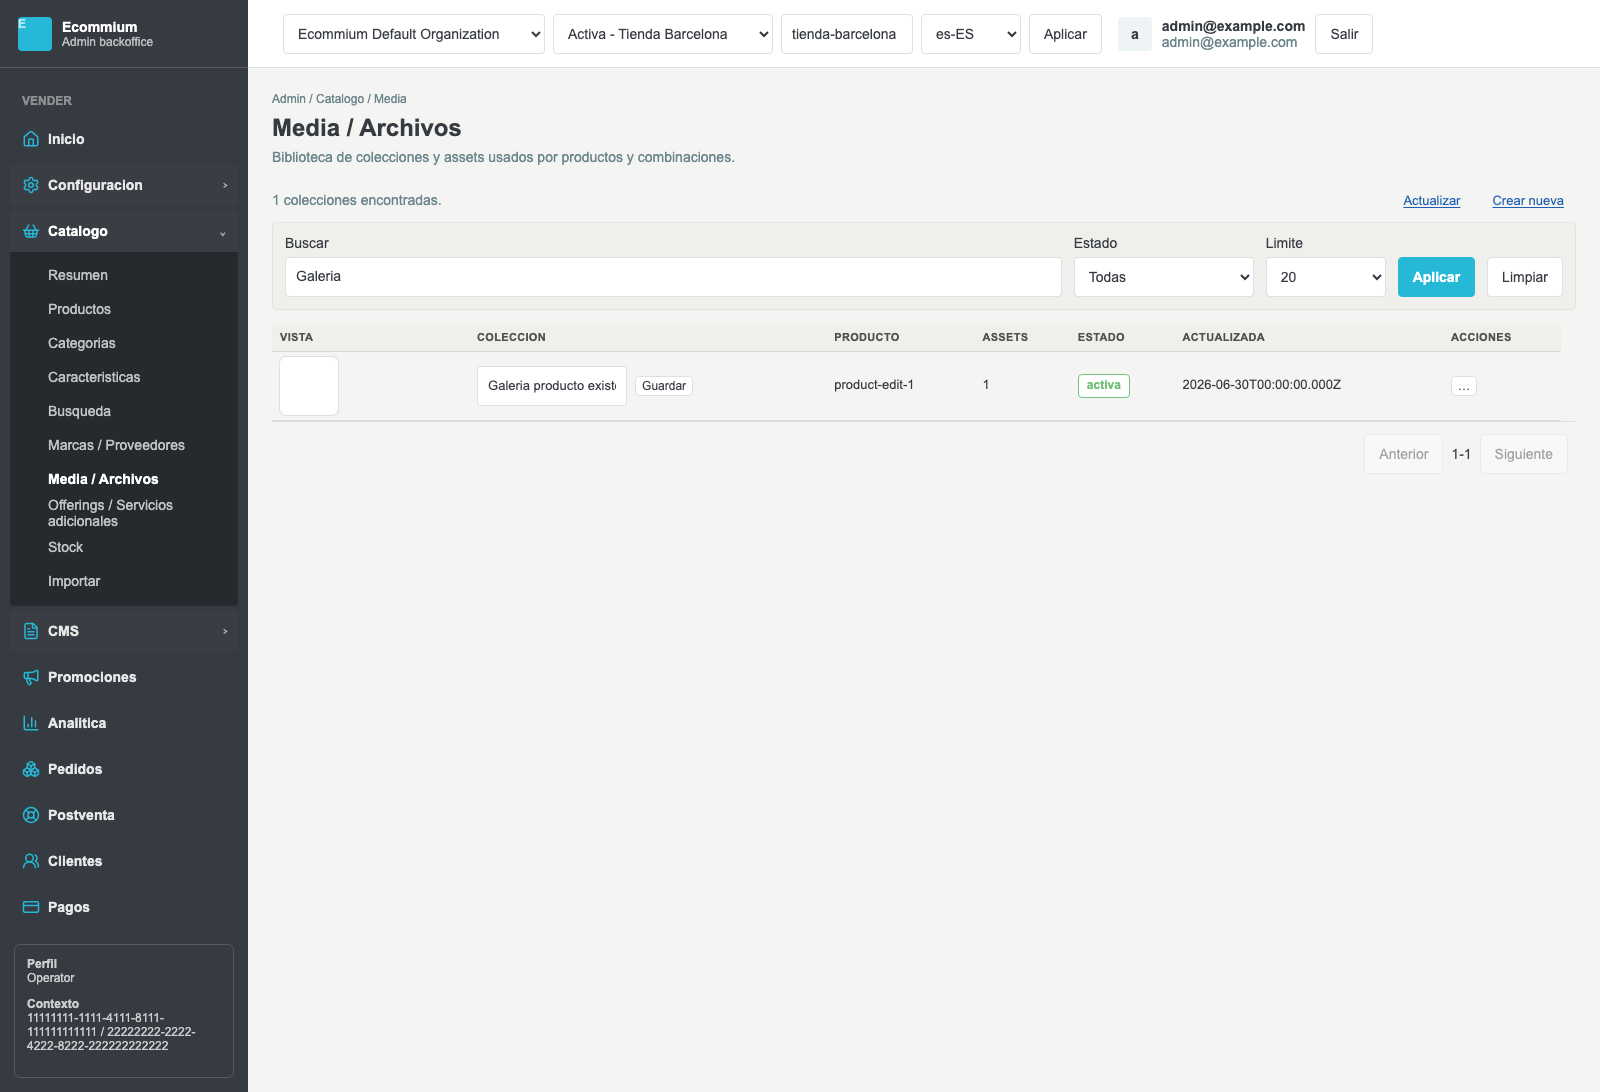 E
Ecommium
Admin backoffice
Ecommium Default Organization
Activa - Tienda Barcelona
tienda-barcelona
es-ES
Aplicar
a
admin@example.com
admin@example.com
Salir
VENDER
Inicio
Configuracion
Catalogo
Resumen
Productos
Categorias
Caracteristicas
Busqueda
Marcas / Proveedores
Media / Archivos
Offerings / Servicios
adicionales
Stock
Importar
CMS
Promociones
Analitica
Pedidos
Postventa
Clientes
Pagos
Perfil
Operator
Contexto
11111111-1111-4111-8111-
111111111111 / 22222222-2222-
4222-8222-222222222222
Admin / Catalogo / Media
Media / Archivos
Biblioteca de colecciones y assets usados por productos y combinaciones.
1 colecciones encontradas.
Actualizar
Crear nueva
Buscar
Estado
Limite
Galeria
Todas
20
Aplicar
Limpiar
VISTA COLECCION PRODUCTO ASSETS ESTADO ACTUALIZADA ACCIONES
Galeria producto exist Guardar product-edit-1 1 activa 2026-06-30T00:00:00.000Z ...
Anterior 1-1 Siguiente